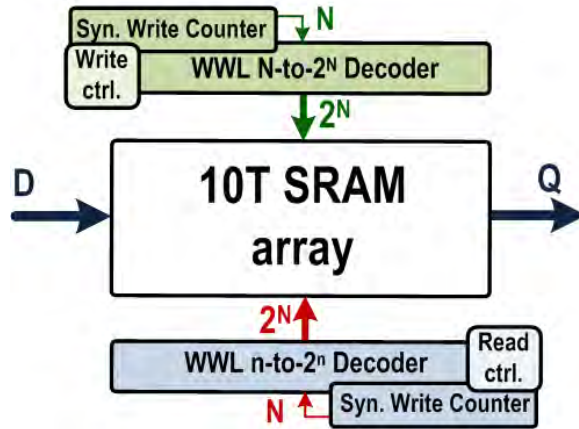 Syn. Write Counter
N
Write
ctrl.
WWL N-to-2ᴺ Decoder
2ᴺ
D
10T SRAM
array
Q
2ᴺ
WWL n-to-2ⁿ Decoder
Read
ctrl.
N
Syn. Write Counter